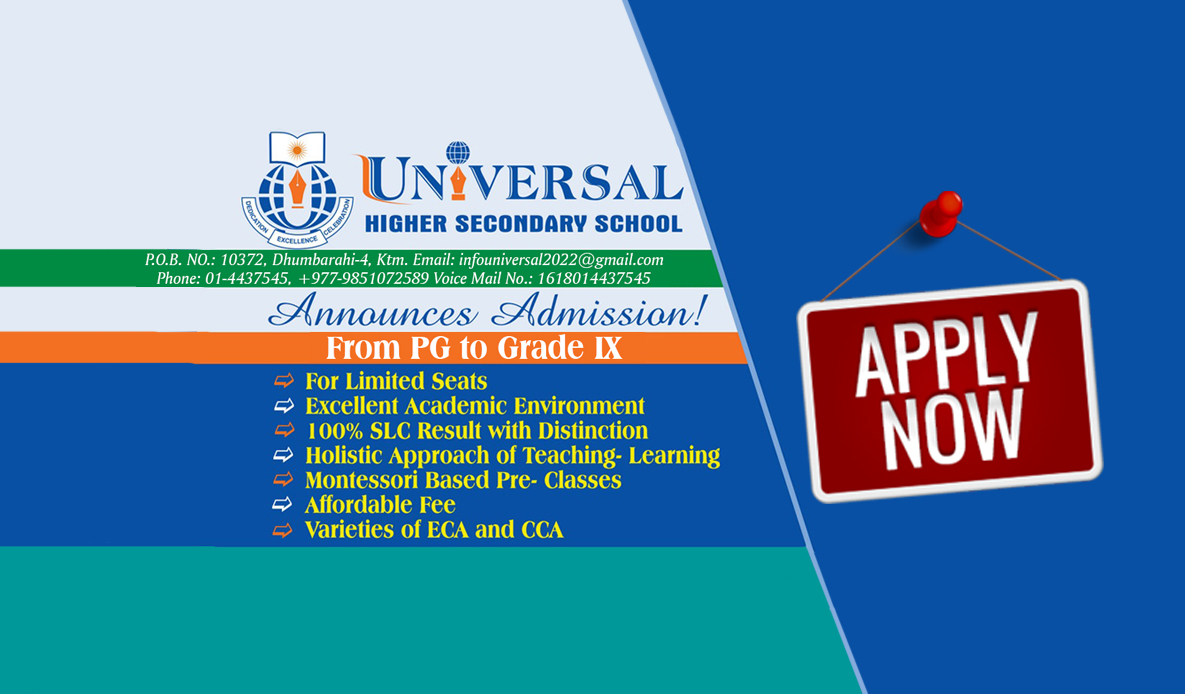 DEDICATION
EXCELLENCE
CELEBRATION
UNIVERSAL
HIGHER SECONDARY SCHOOL
P.O.B. NO.: 10372, Dhumbarahi-4, Ktm. Email: infouniversal2022@gmail.com
Phone: 01-4437545, +977-9851072589 Voice Mail No.: 1618014437545
Announces Admission!
From PG to Grade IX
For Limited Seats
Excellent Academic Environment
100% SLC Result with Distinction
Holistic Approach of Teaching- Learning
Montessori Based Pre- Classes
Affordable Fee
Varieties of ECA and CCA
APPLY
NOW